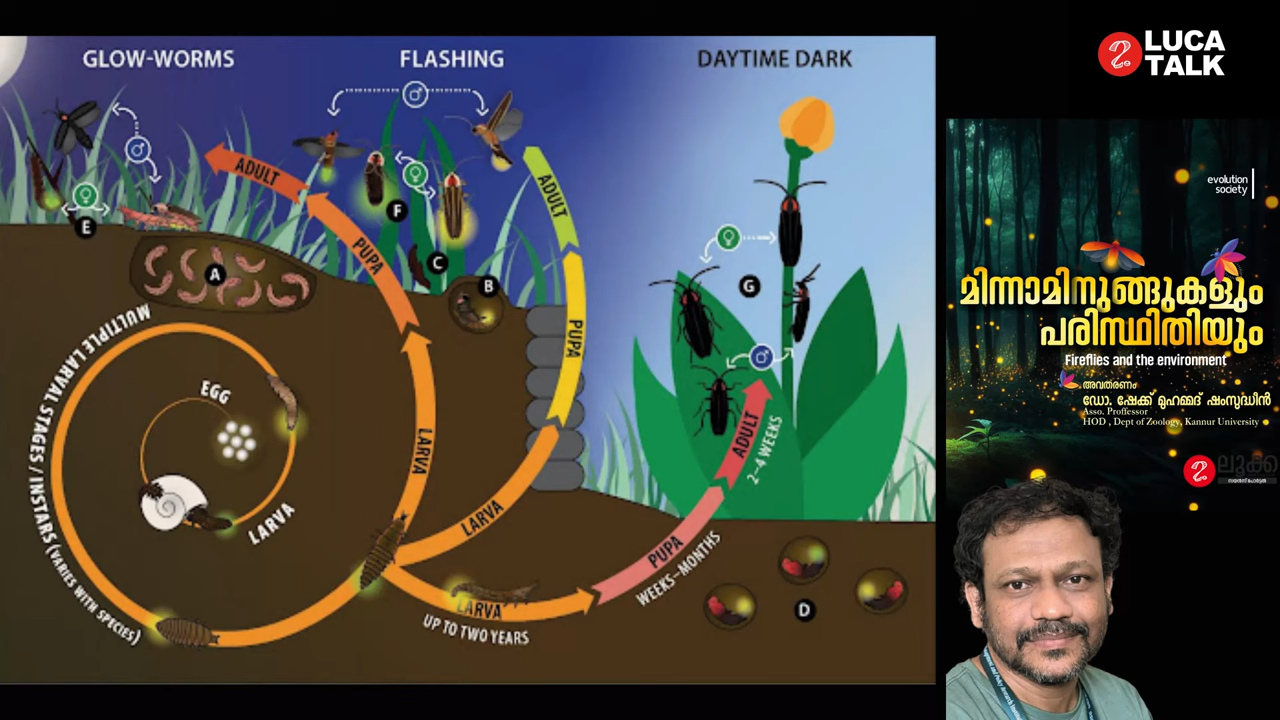 GLOW-WORMS
FLASHING
DAYTIME DARK
ADULT
PUPA
LARVA
ADULT
PUPA
LARVA
E
F
C
A
B
G
D
MULTIPLE LARVAL STAGES / INSTARS (VARIES WITH SPECIES)
EGG
LARVA
LARVA
UP TO TWO YEARS
PUPA
WEEKS–MONTHS
ADULT
2–4 WEEKS
LUCA
TALK
evolution
society
മിന്നാമിനുങ്ങുകളും
പരിസ്ഥിതിയും
Fireflies and the environment
അവതരണം
ഡോ. ഷേക്ക് മുഹമ്മദ് ഷംസുദ്ധീൻ
Asso. Proffessor
HOD , Dept of Zoology, Kannur University
ലൂക്ക